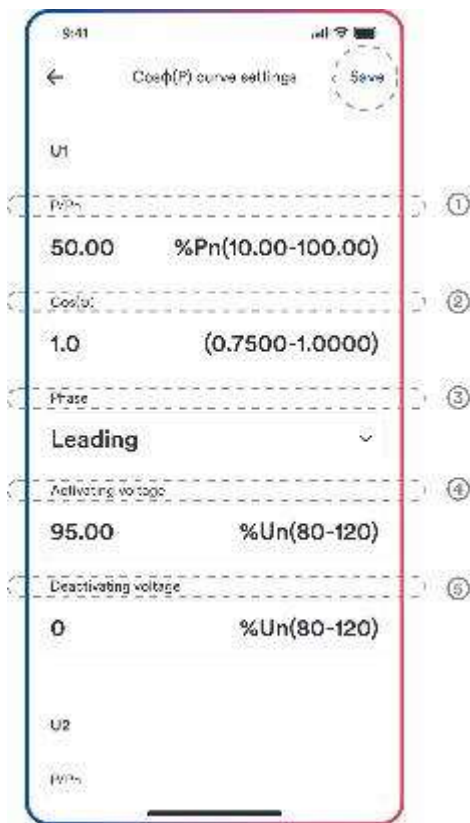 9:41
← Cosϕ(P) curve settings Save
U1
P/Pn
①
50.00 %Pn(10.00-100.00)
Cos(φ)
②
1.0 (0.7500-1.0000)
Phase
③
Leading
Activating voltage
④
95.00 %Un(80-120)
Deactivating voltage
⑤
0 %Un(80-120)
U2
P/Pn